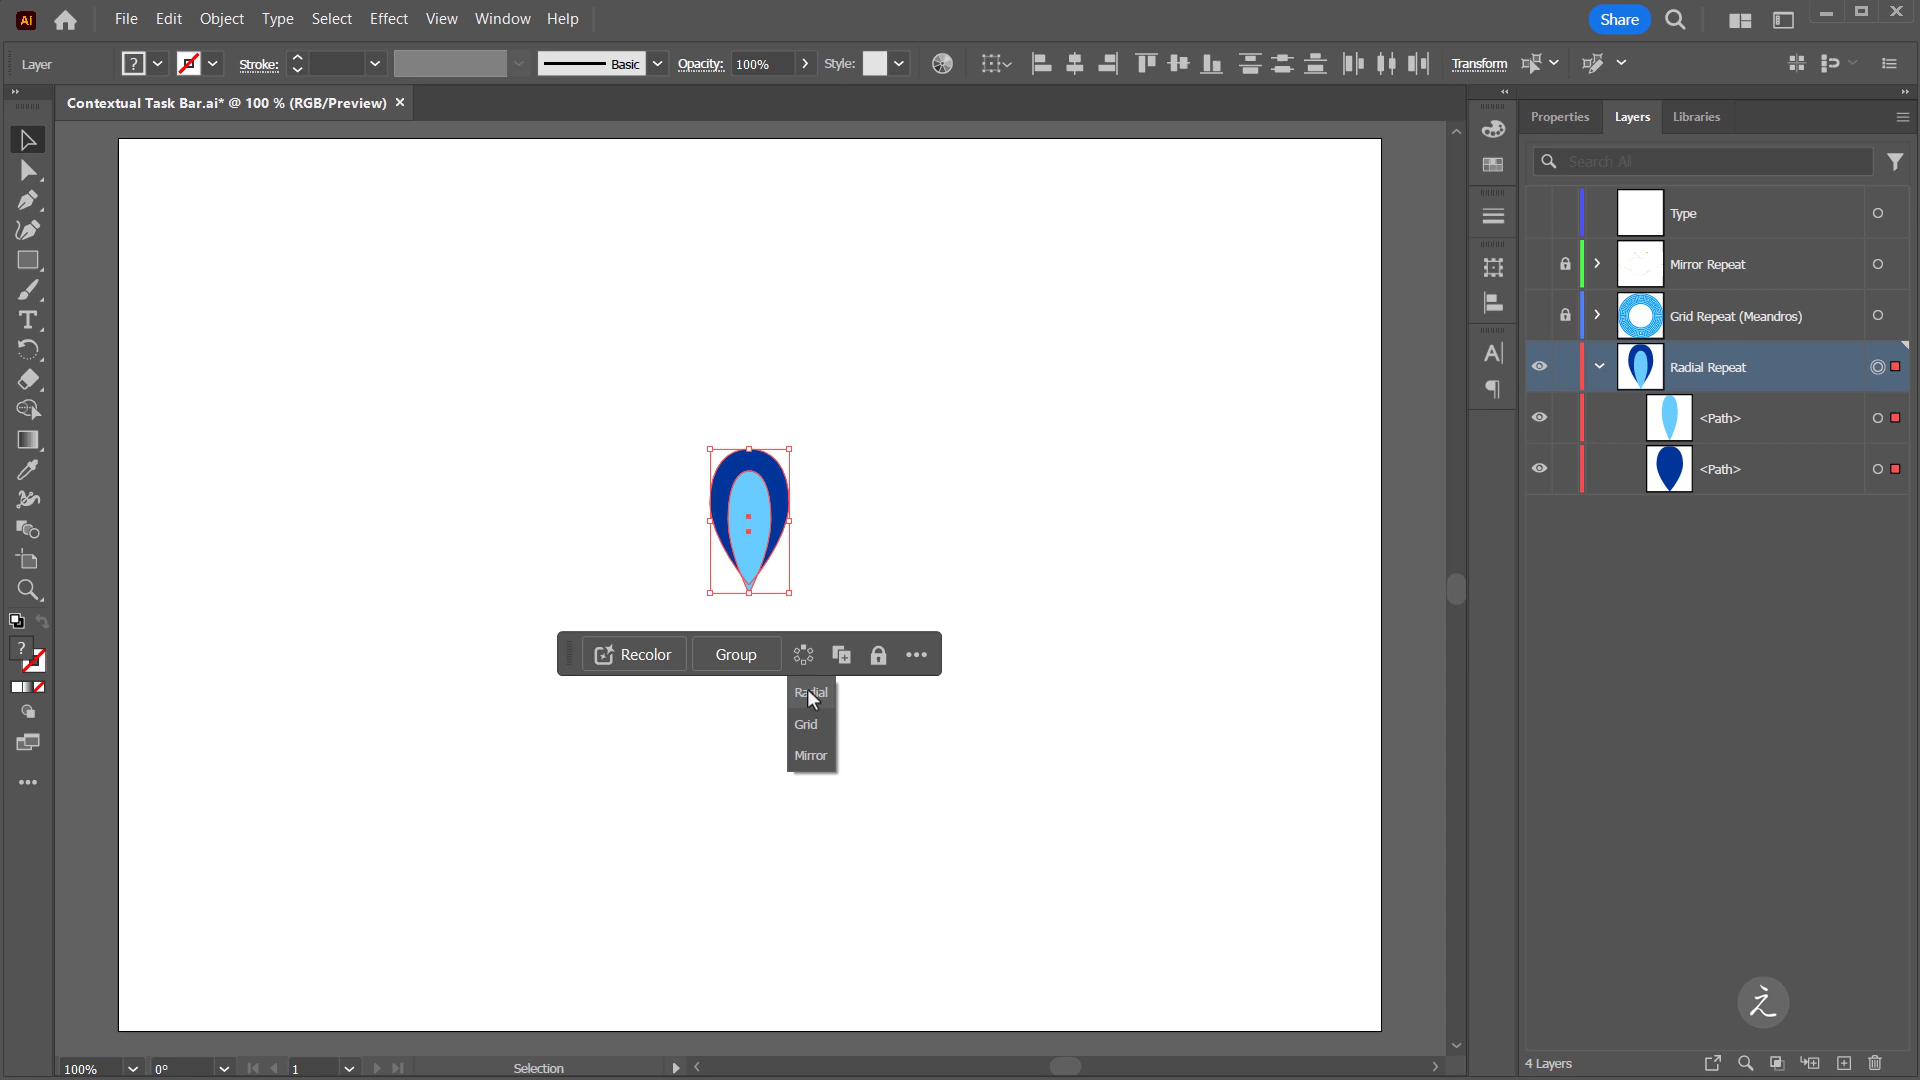 Ai
File Edit Object Type Select Effect View Window Help
Share
Layer
?
Stroke:
Basic
Opacity: 100%
Style:
Transform
Contextual Task Bar.ai* @ 100 % (RGB/Preview) ×
Properties Layers Libraries
Search All
Type
Mirror Repeat
Grid Repeat (Meandros)
Radial Repeat
<Path>
<Path>
Recolor Group
Radial
Grid
Mirror
?
4 Layers
100% 0° 1 Selection